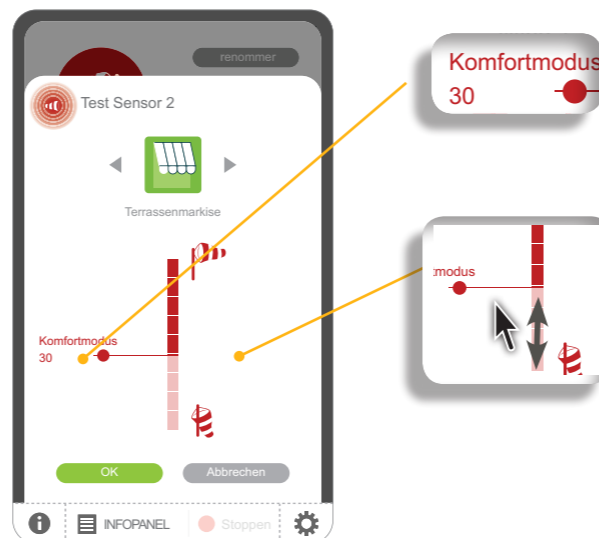 renommer
Test Sensor 2
Terrassenmarkise
Komfortmodus
30
OK
Abbrechen
INFOPANEL
Stoppen
Komfortmodus
30
modus